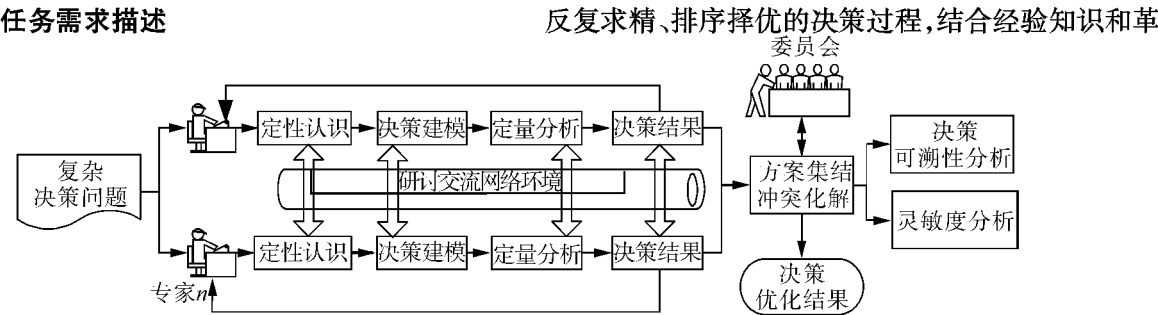 任务需求描述
反复求精、排序择优的决策过程,结合经验知识和革
委员会
定性认识
决策建模
定量分析
决策结果
复杂
决策问题
研讨交流网络环境
方案集结
冲突化解
决策
可溯性分析
灵敏度分析
定性认识
决策建模
定量分析
决策结果
专家n
决策
优化结果